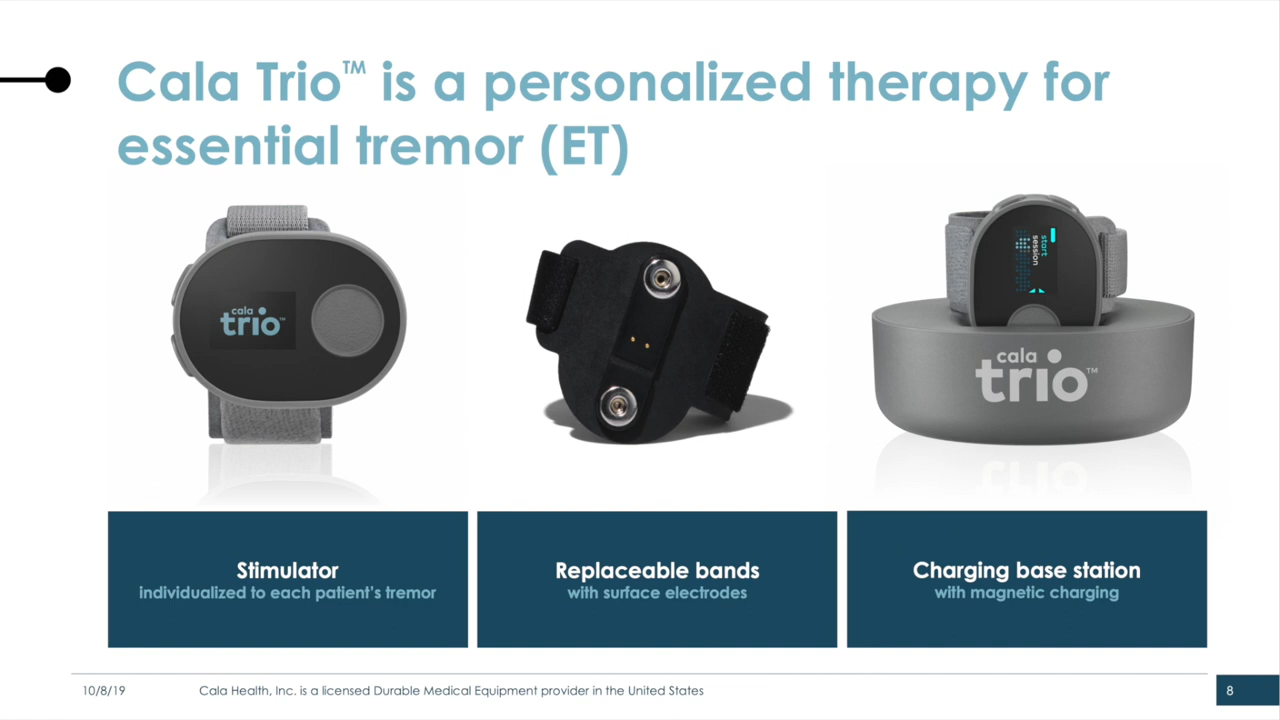 Cala Trio™ is a personalized therapy for
essential tremor (ET)
cala
trio™
start
session
cala
trio™
Stimulator
individualized to each patient's tremor
Replaceable bands
with surface electrodes
Charging base station
with magnetic charging
10/8/19
Cala Health, Inc. is a licensed Durable Medical Equipment provider in the United States
8